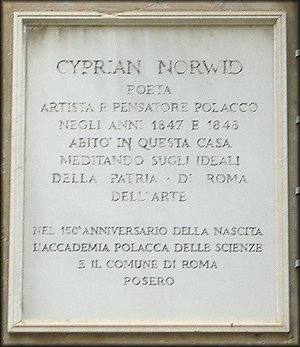 CYPRIAN NORWID
POETA
ARTISTA E PENSATORE POLACCO
NEGLI ANNI 1847 E 1848
ABITO' IN QUESTA CASA
MEDITANDO SUGLI IDEALI
DELLA PATRIA · DI ROMA
DELL'ARTE
NEL 150° ANNIVERSARIO DELLA NASCITA
L'ACCADEMIA POLACCA DELLE SCIENZE
E IL COMUNE DI ROMA
POSERO